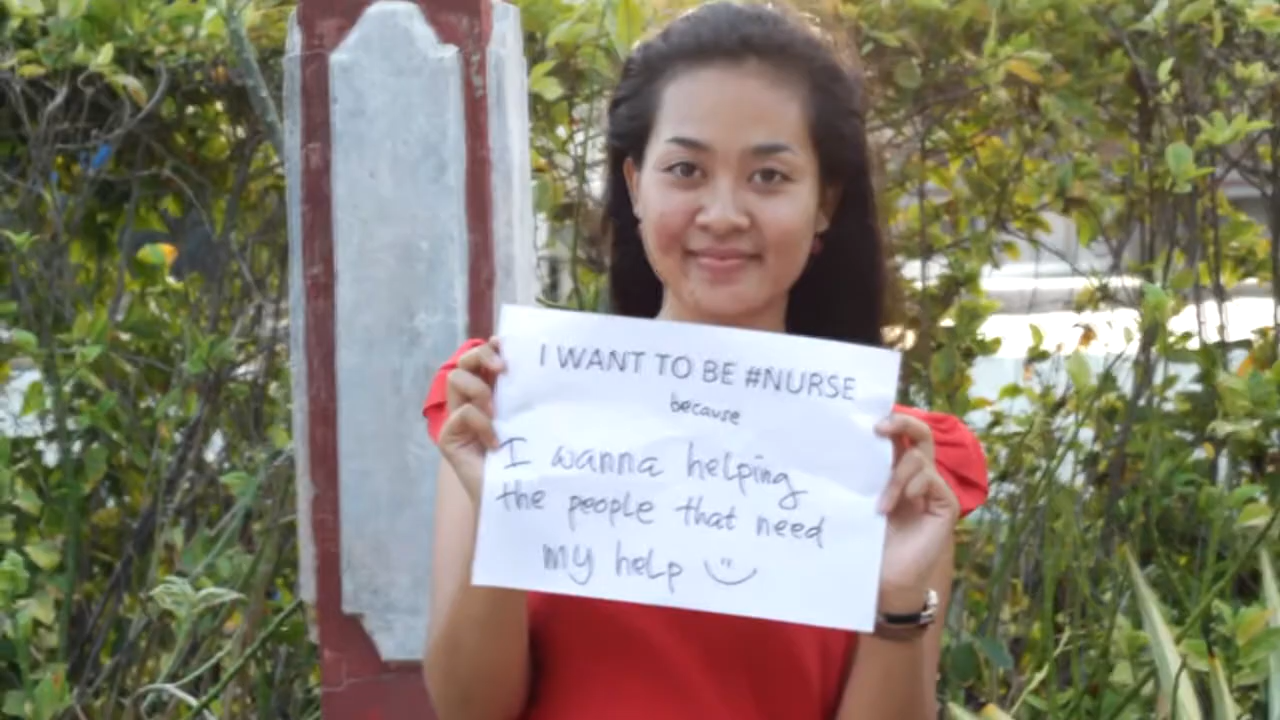 I WANT TO BE #NURSE
because
I wanna helping
the people that need
my help